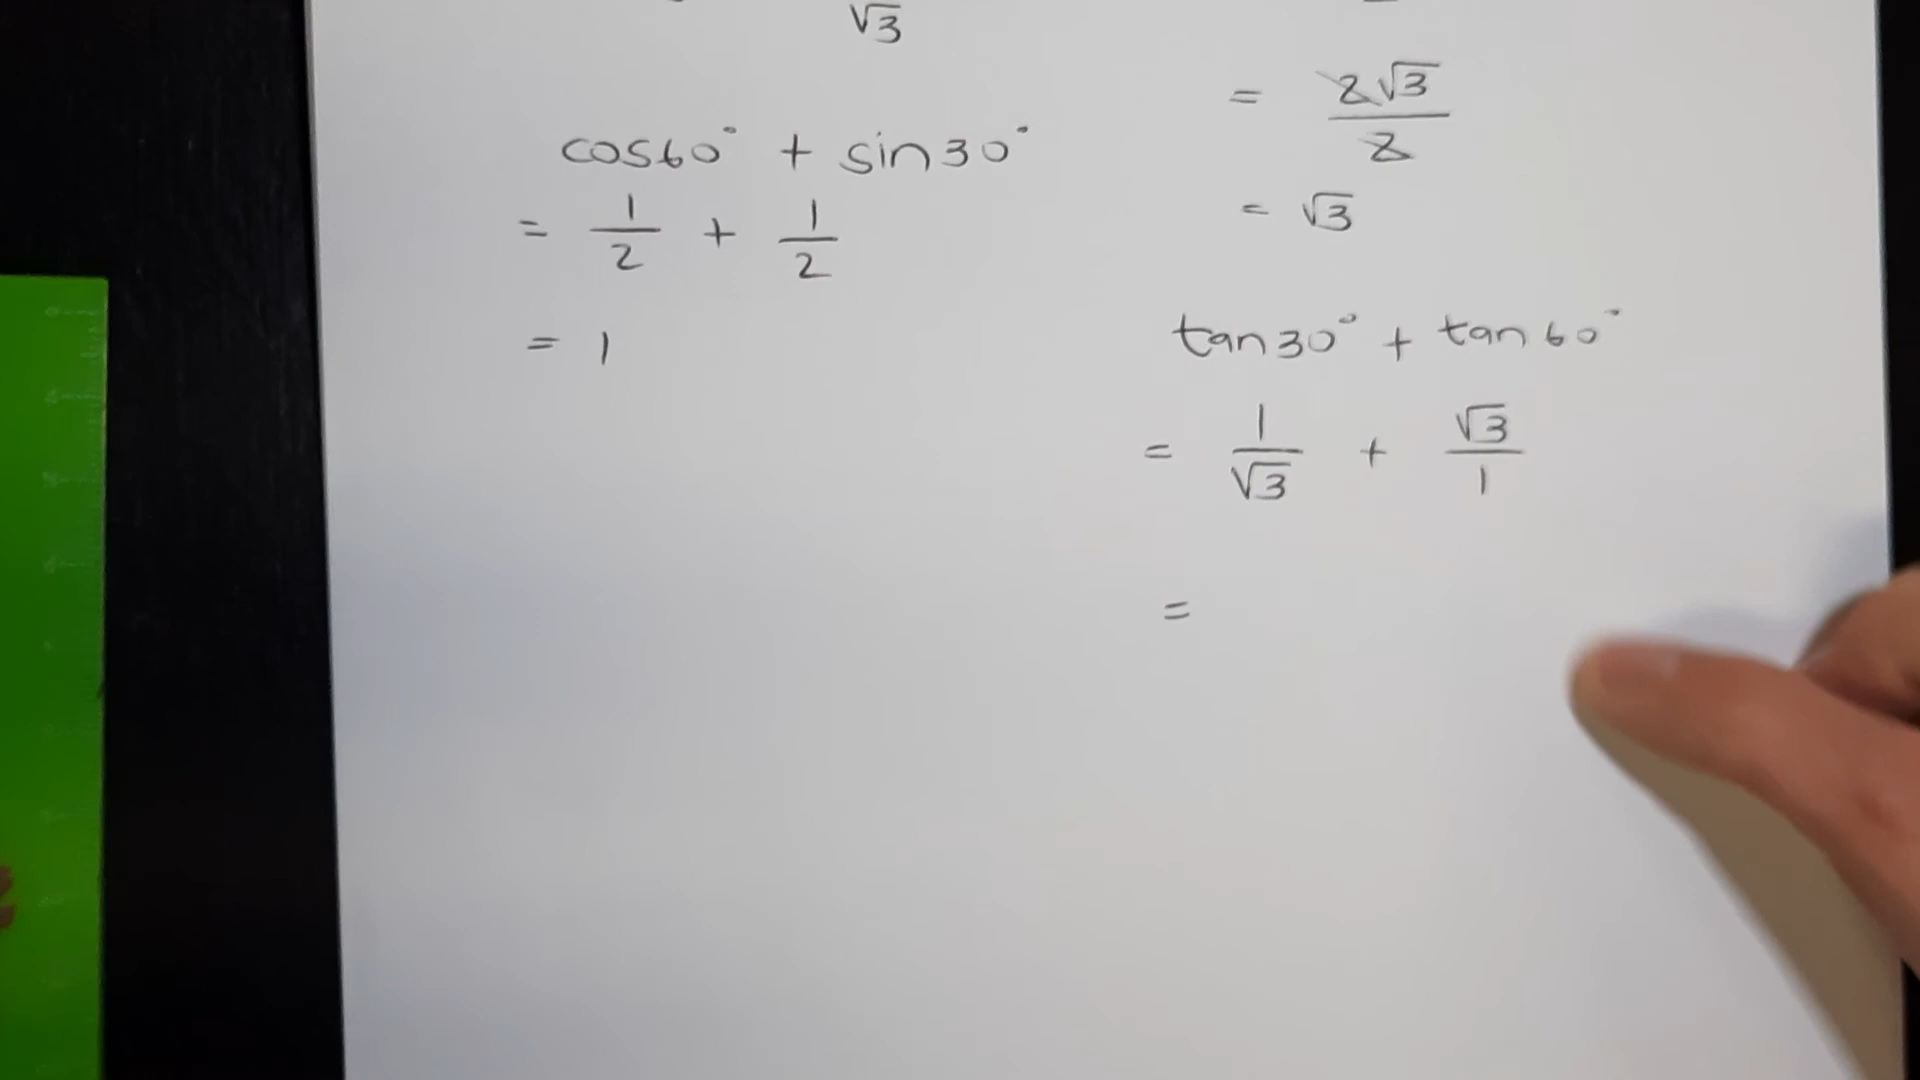 √3
cos60° + sin30°
= 1/2 + 1/2
= 1
= 2√3/2
= √3
tan30° + tan60°
= 1/√3 + √3/1
=